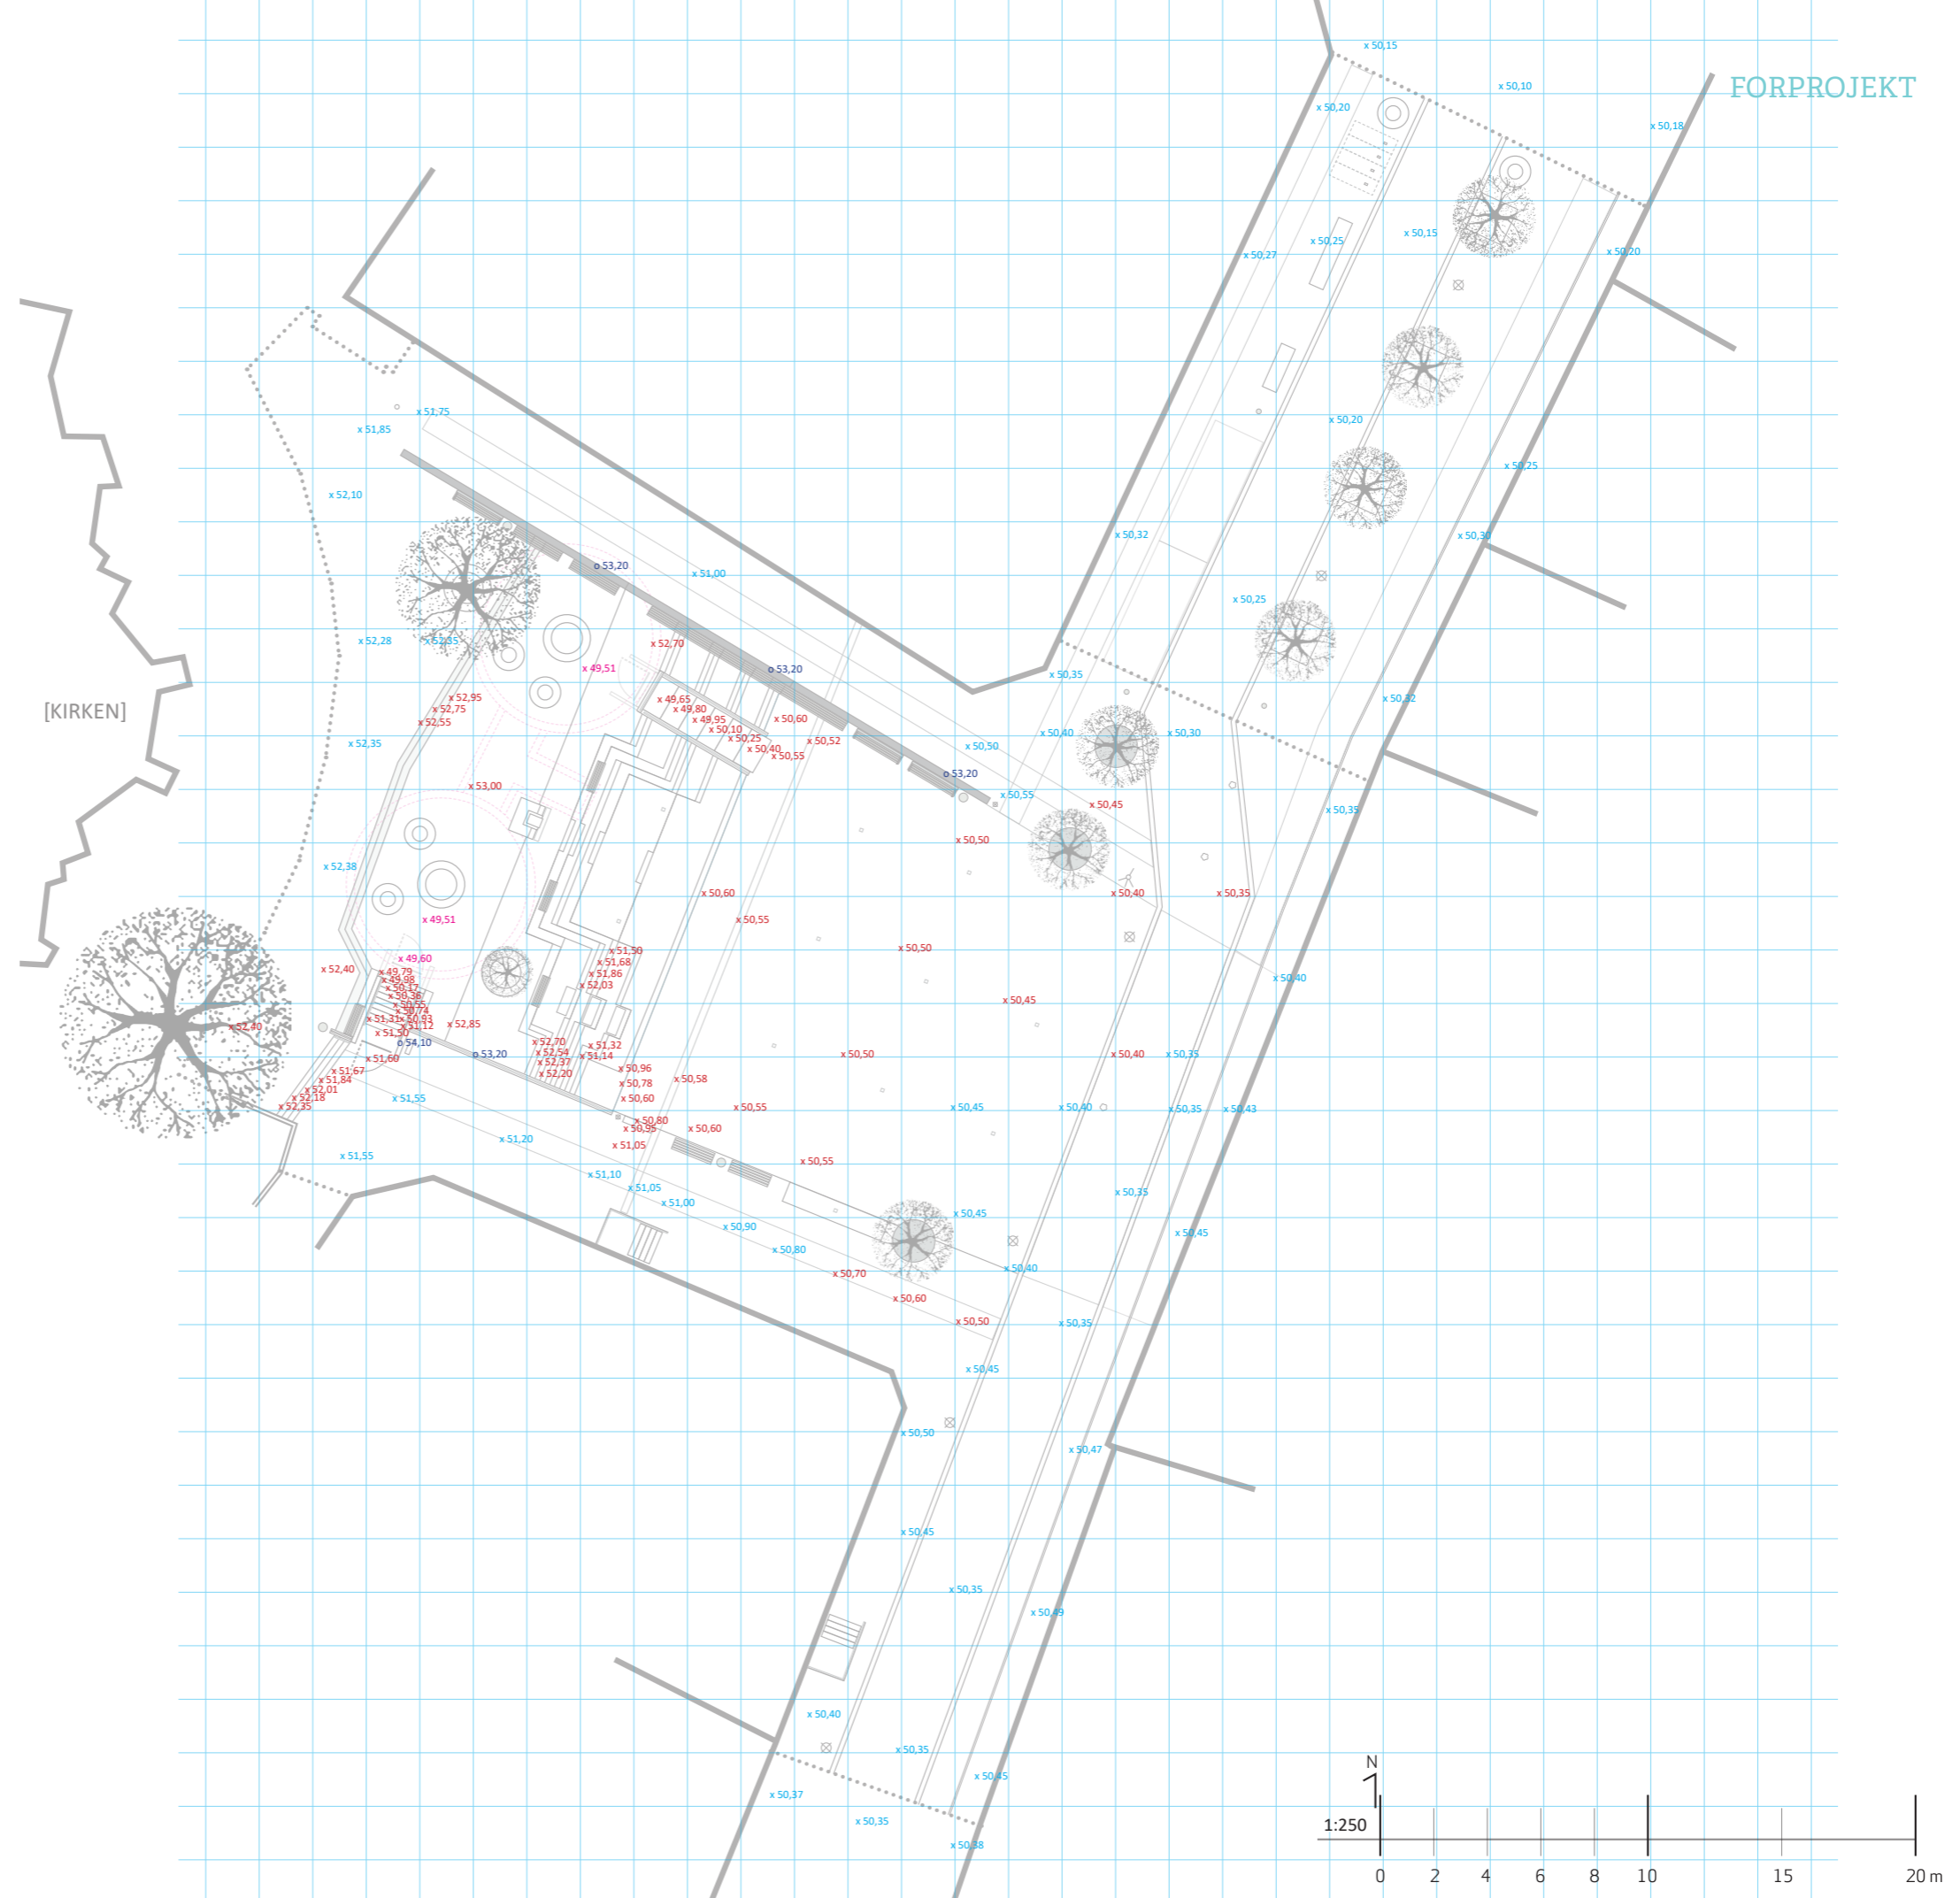 x 50,15
FORPROJEKT
x 50,10
x 50,20
x 50,18
x 50,15
x 50,25
x 50,20
x 50,27
x 51,75
x 50,20
x 51,85
x 50,25
x 52,10
x 50,32
x 50,30
o 53,20
x 51,00
x 50,25
x 52,28
x 52,35
x 52,70
x 49,51
o 53,20
x 50,35
x 52,95
x 49,65
x 50,32
x 52,75
x 49,80
[KIRKEN]
x 52,55
x 49,95
x 50,60
x 50,10
x 50,40
x 50,30
x 52,35
x 50,25
x 50,52
x 50,50
x 50,40
x 50,55
o 53,20
x 53,00
x 50,55
x 50,45
x 50,35
x 50,50
x 52,38
x 50,60
x 50,40
x 50,35
x 49,51
x 50,55
x 50,50
x 51,50
x 49,60
x 51,68
x 52,40
x 49,79
x 51,86
x 50,40
x 49,98
x 52,03
x 50,17
x 50,36
x 50,45
x 50,55
x 50,74
x 51,31
x 50,93
x 52,40
x 51,12
x 52,85
x 51,50
o 54,10
x 52,70
x 51,32
x 51,60
o 53,20
x 52,54
x 51,14
x 50,50
x 50,40
x 50,35
x 52,37
x 51,67
x 52,20
x 50,96
x 51,84
x 50,78
x 50,58
x 52,01
x 52,18
x 51,55
x 50,60
x 52,35
x 50,55
x 50,45
x 50,40
x 50,35
x 50,43
x 50,80
x 50,95
x 50,60
x 51,20
x 51,05
x 51,55
x 50,55
x 51,10
x 51,05
x 50,35
x 51,00
x 50,45
x 50,90
x 50,45
x 50,80
x 50,70
x 50,40
x 50,60
x 50,50
x 50,35
x 50,45
x 50,50
x 50,47
x 50,45
x 50,35
x 50,49
x 50,40
x 50,35
x 50,45
x 50,37
x 50,35
x 50,38
N
1:250
0 2 4 6 8 10 15 20 m